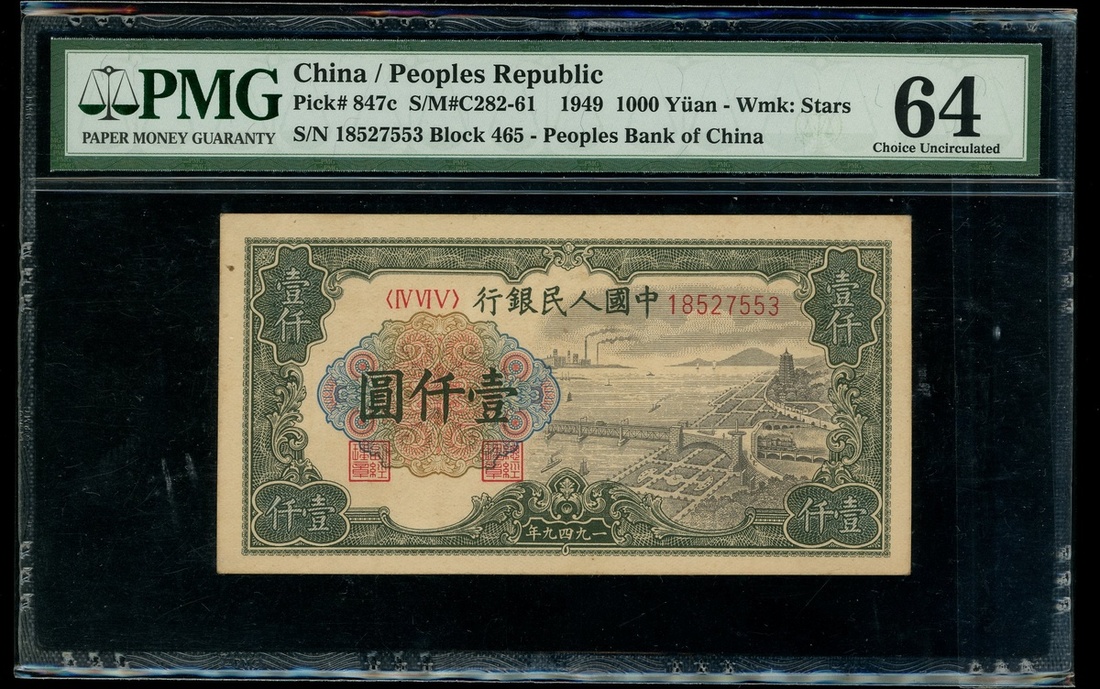 PMG
PAPER MONEY GUARANTY
China / Peoples Republic
Pick# 847c S/M#C282-61 1949 1000 Yüan - Wmk: Stars
S/N 18527553 Block 465 - Peoples Bank of China
64
Choice Uncirculated
壹仟
〈ⅣⅥⅤ〉 行銀民人國中 18527553
壹仟
圓仟壹
仟壹
年九四九一
仟壹